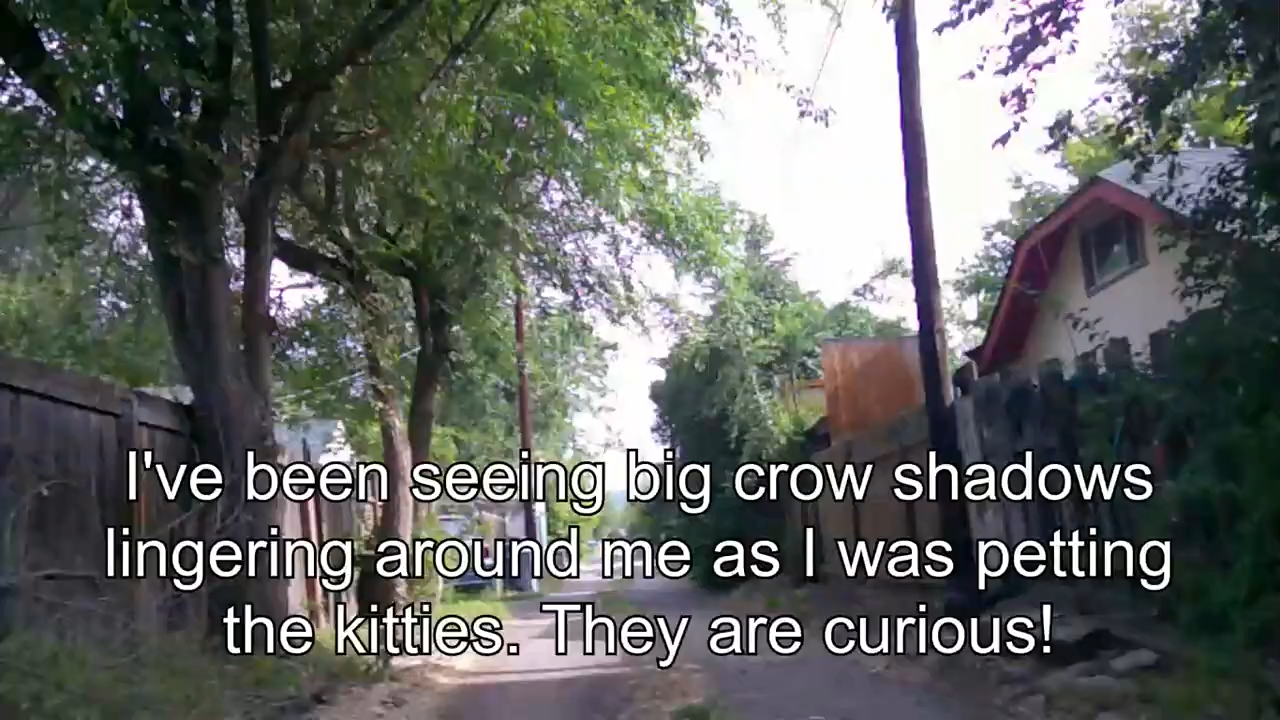 I've been seeing big crow shadows
lingering around me as I was petting
the kitties. They are curious!